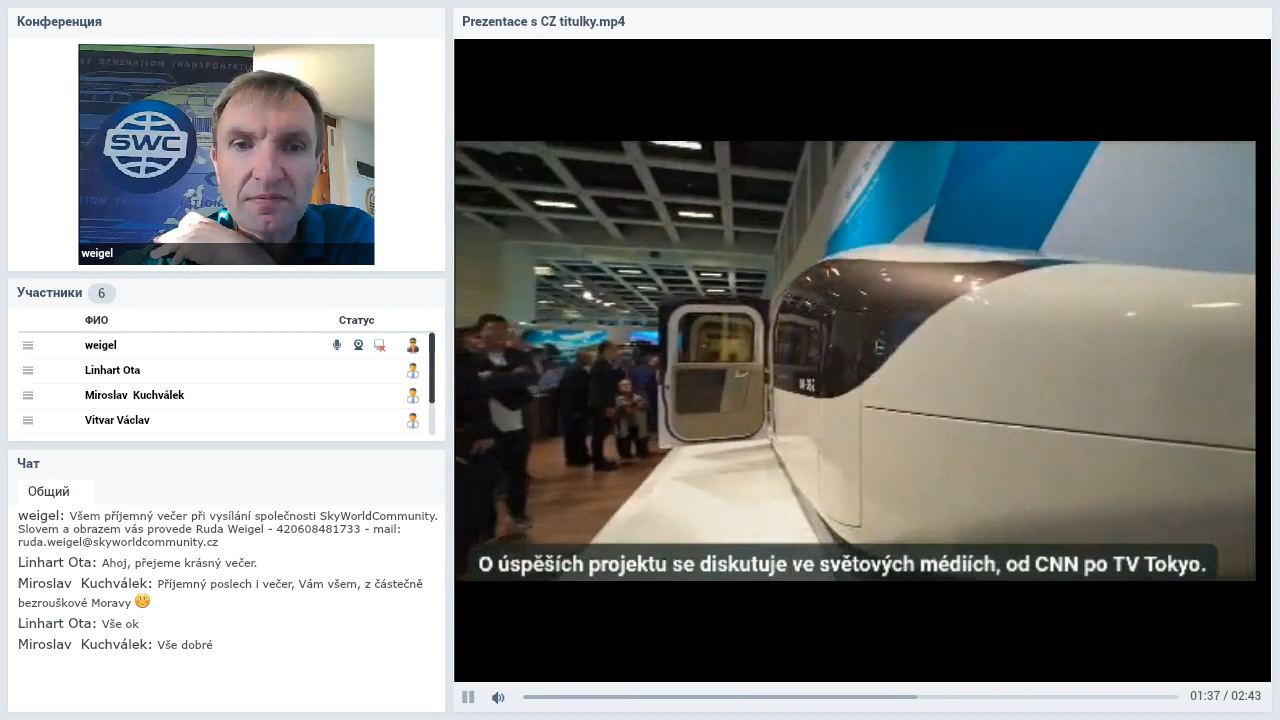 Конференция
W GENERATION TRANSPORTATIO
SWC
weigel
Участники 6
ФИО Статус
weigel
Linhart Ota
Miroslav Kuchválek
Vitvar Václav
Чат
Общий
weigel: Všem příjemný večer při vysílání společnosti SkyWorldCommunity.
Slovem a obrazem vás provede Ruda Weigel - 420608481733 - mail:
ruda.weigel@skyworldcommunity.cz
Linhart Ota: Ahoj, přejeme krásný večer.
Miroslav Kuchválek: Příjemný poslech i večer, Vám všem, z částečně
bezrouškové Moravy
Linhart Ota: Vše ok
Miroslav Kuchválek: Vše dobré
Prezentace s CZ titulky.mp4
O úspěších projektu se diskutuje ve světových médiích, od CNN po TV Tokyo.
01:37 / 02:43